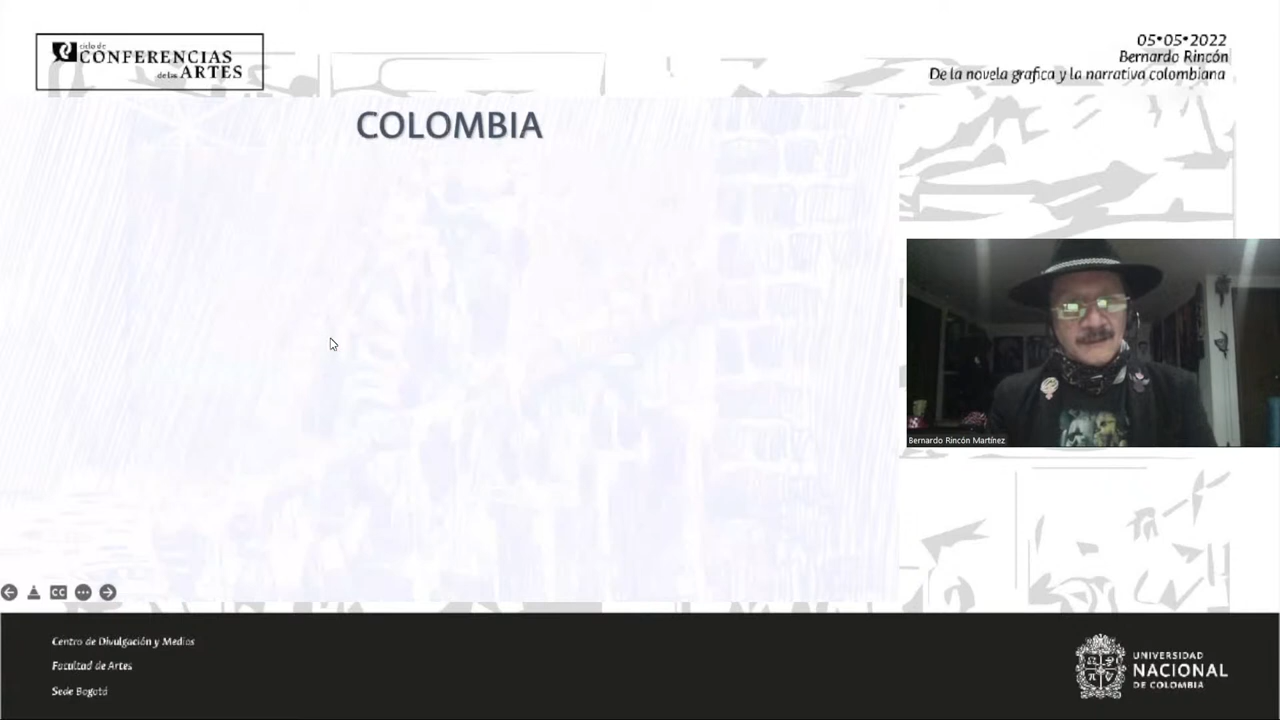 ciclo de
CONFERENCIAS
de las ARTES
05•05•2022
Bernardo Rincón
De la novela grafica y la narrativa colombiana
COLOMBIA
Bernardo Rincón Martínez
CC
Centro de Divulgación y Medios
Facultad de Artes
Sede Bogotá
UNIVERSIDAD
NACIONAL
DE COLOMBIA